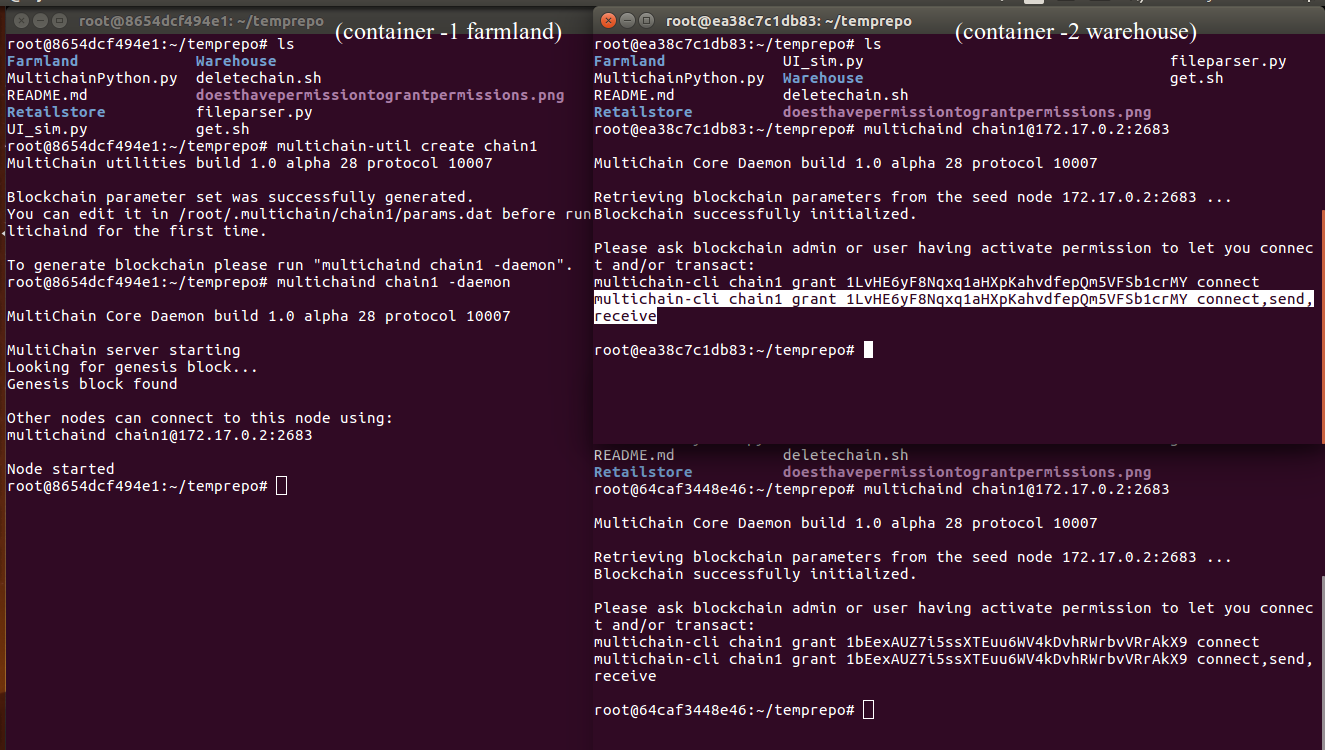 root@8654dcf494e1: ~/temprepo
(container -1 farmland)
root@8654dcf494e1:~/temprepo# ls
Farmland Warehouse
MultichainPython.py deletechain.sh
README.md doesthavepermissiontograntpermissions.png
Retailstore fileparser.py
UI_sim.py get.sh
root@8654dcf494e1:~/temprepo# multichain-util create chain1
MultiChain utilities build 1.0 alpha 28 protocol 10007
Blockchain parameter set was successfully generated.
You can edit it in /root/.multichain/chain1/params.dat before run
ltichaind for the first time.
To generate blockchain please run "multichaind chain1 -daemon".
root@8654dcf494e1:~/temprepo# multichaind chain1 -daemon
MultiChain Core Daemon build 1.0 alpha 28 protocol 10007
MultiChain server starting
Looking for genesis block...
Genesis block found
Other nodes can connect to this node using:
multichaind chain1@172.17.0.2:2683
Node started
root@8654dcf494e1:~/temprepo#
root@ea38c7c1db83: ~/temprepo
(container -2 warehouse)
root@ea38c7c1db83:~/temprepo# ls
Farmland UI_sim.py fileparser.py
MultichainPython.py Warehouse get.sh
README.md deletechain.sh
Retailstore doesthavepermissiontograntpermissions.png
root@ea38c7c1db83:~/temprepo# multichaind chain1@172.17.0.2:2683
MultiChain Core Daemon build 1.0 alpha 28 protocol 10007
Retrieving blockchain parameters from the seed node 172.17.0.2:2683 ...
Blockchain successfully initialized.
Please ask blockchain admin or user having activate permission to let you connec
t and/or transact:
multichain-cli chain1 grant 1LvHE6yF8Nqxq1aHXpKahvdfepQm5VFSb1crMY connect
multichain-cli chain1 grant 1LvHE6yF8Nqxq1aHXpKahvdfepQm5VFSb1crMY connect,send,
receive
root@ea38c7c1db83:~/temprepo#
README.md deletechain.sh
Retailstore doesthavepermissiontograntpermissions.png
root@64caf3448e46:~/temprepo# multichaind chain1@172.17.0.2:2683
MultiChain Core Daemon build 1.0 alpha 28 protocol 10007
Retrieving blockchain parameters from the seed node 172.17.0.2:2683 ...
Blockchain successfully initialized.
Please ask blockchain admin or user having activate permission to let you connec
t and/or transact:
multichain-cli chain1 grant 1bEexAUZ7i5ssXTEuu6WV4kDvhRWrbvVRrAkX9 connect
multichain-cli chain1 grant 1bEexAUZ7i5ssXTEuu6WV4kDvhRWrbvVRrAkX9 connect,send,
receive
root@64caf3448e46:~/temprepo#